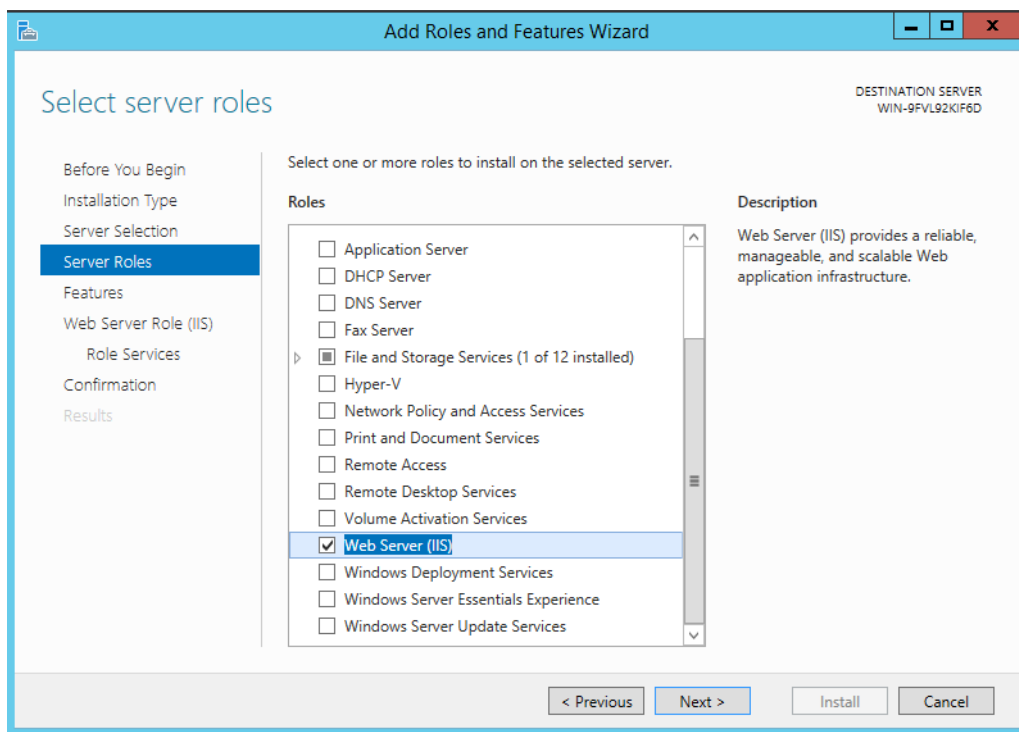 Add Roles and Features Wizard
Select server roles
DESTINATION SERVER
WIN-9FVL92KIF6D
Before You Begin
Installation Type
Server Selection
Server Roles
Features
Web Server Role (IIS)
Role Services
Confirmation
Results
Select one or more roles to install on the selected server.
Roles
Application Server
DHCP Server
DNS Server
Fax Server
File and Storage Services (1 of 12 installed)
Hyper-V
Network Policy and Access Services
Print and Document Services
Remote Access
Remote Desktop Services
Volume Activation Services
Web Server (IIS)
Windows Deployment Services
Windows Server Essentials Experience
Windows Server Update Services
Description
Web Server (IIS) provides a reliable,
manageable, and scalable Web
application infrastructure.
< Previous
Next >
Install
Cancel